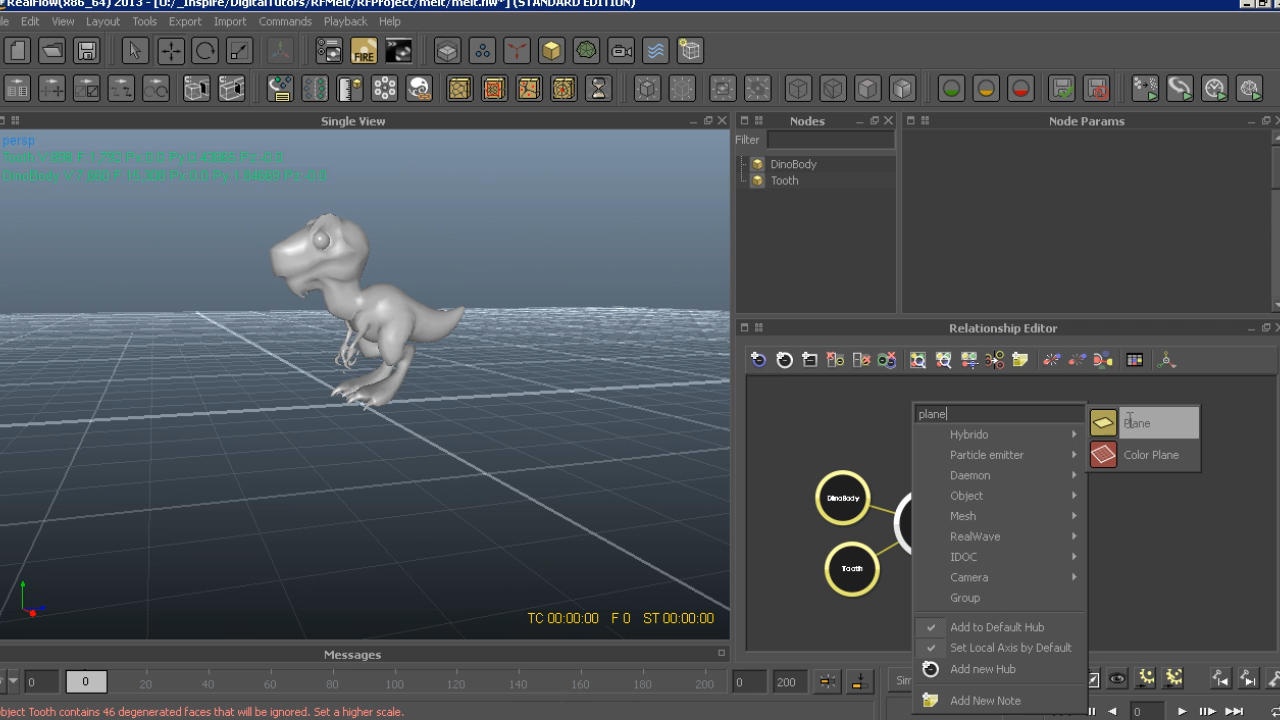 RealFlow(x86_64) 2013 - [U:/_Inspire/DigitalTutors/RFMelt/RFProject/melt/melt.flw*] (STANDARD EDITION)
Edit View Layout Tools Export Import Commands Playback Help
FIRE
Single View
Nodes
Node Params
persp
Filter
DinoBody
Tooth
Relationship Editor
plane
Plane
Hybrido
Particle emitter
Color Plane
Daemon
Object
DinoBody
Mesh
RealWave
IDOC
Tooth
Camera
Group
TC 00:00:00 F 0 ST 00:00:00
Add to Default Hub
Set Local Axis by Default
Messages
Add new Hub
0 0 20 40 60 80 100 120 140 160 180 200 0 200
Add New Note
0
object Tooth contains 46 degenerated faces that will be ignored. Set a higher scale.